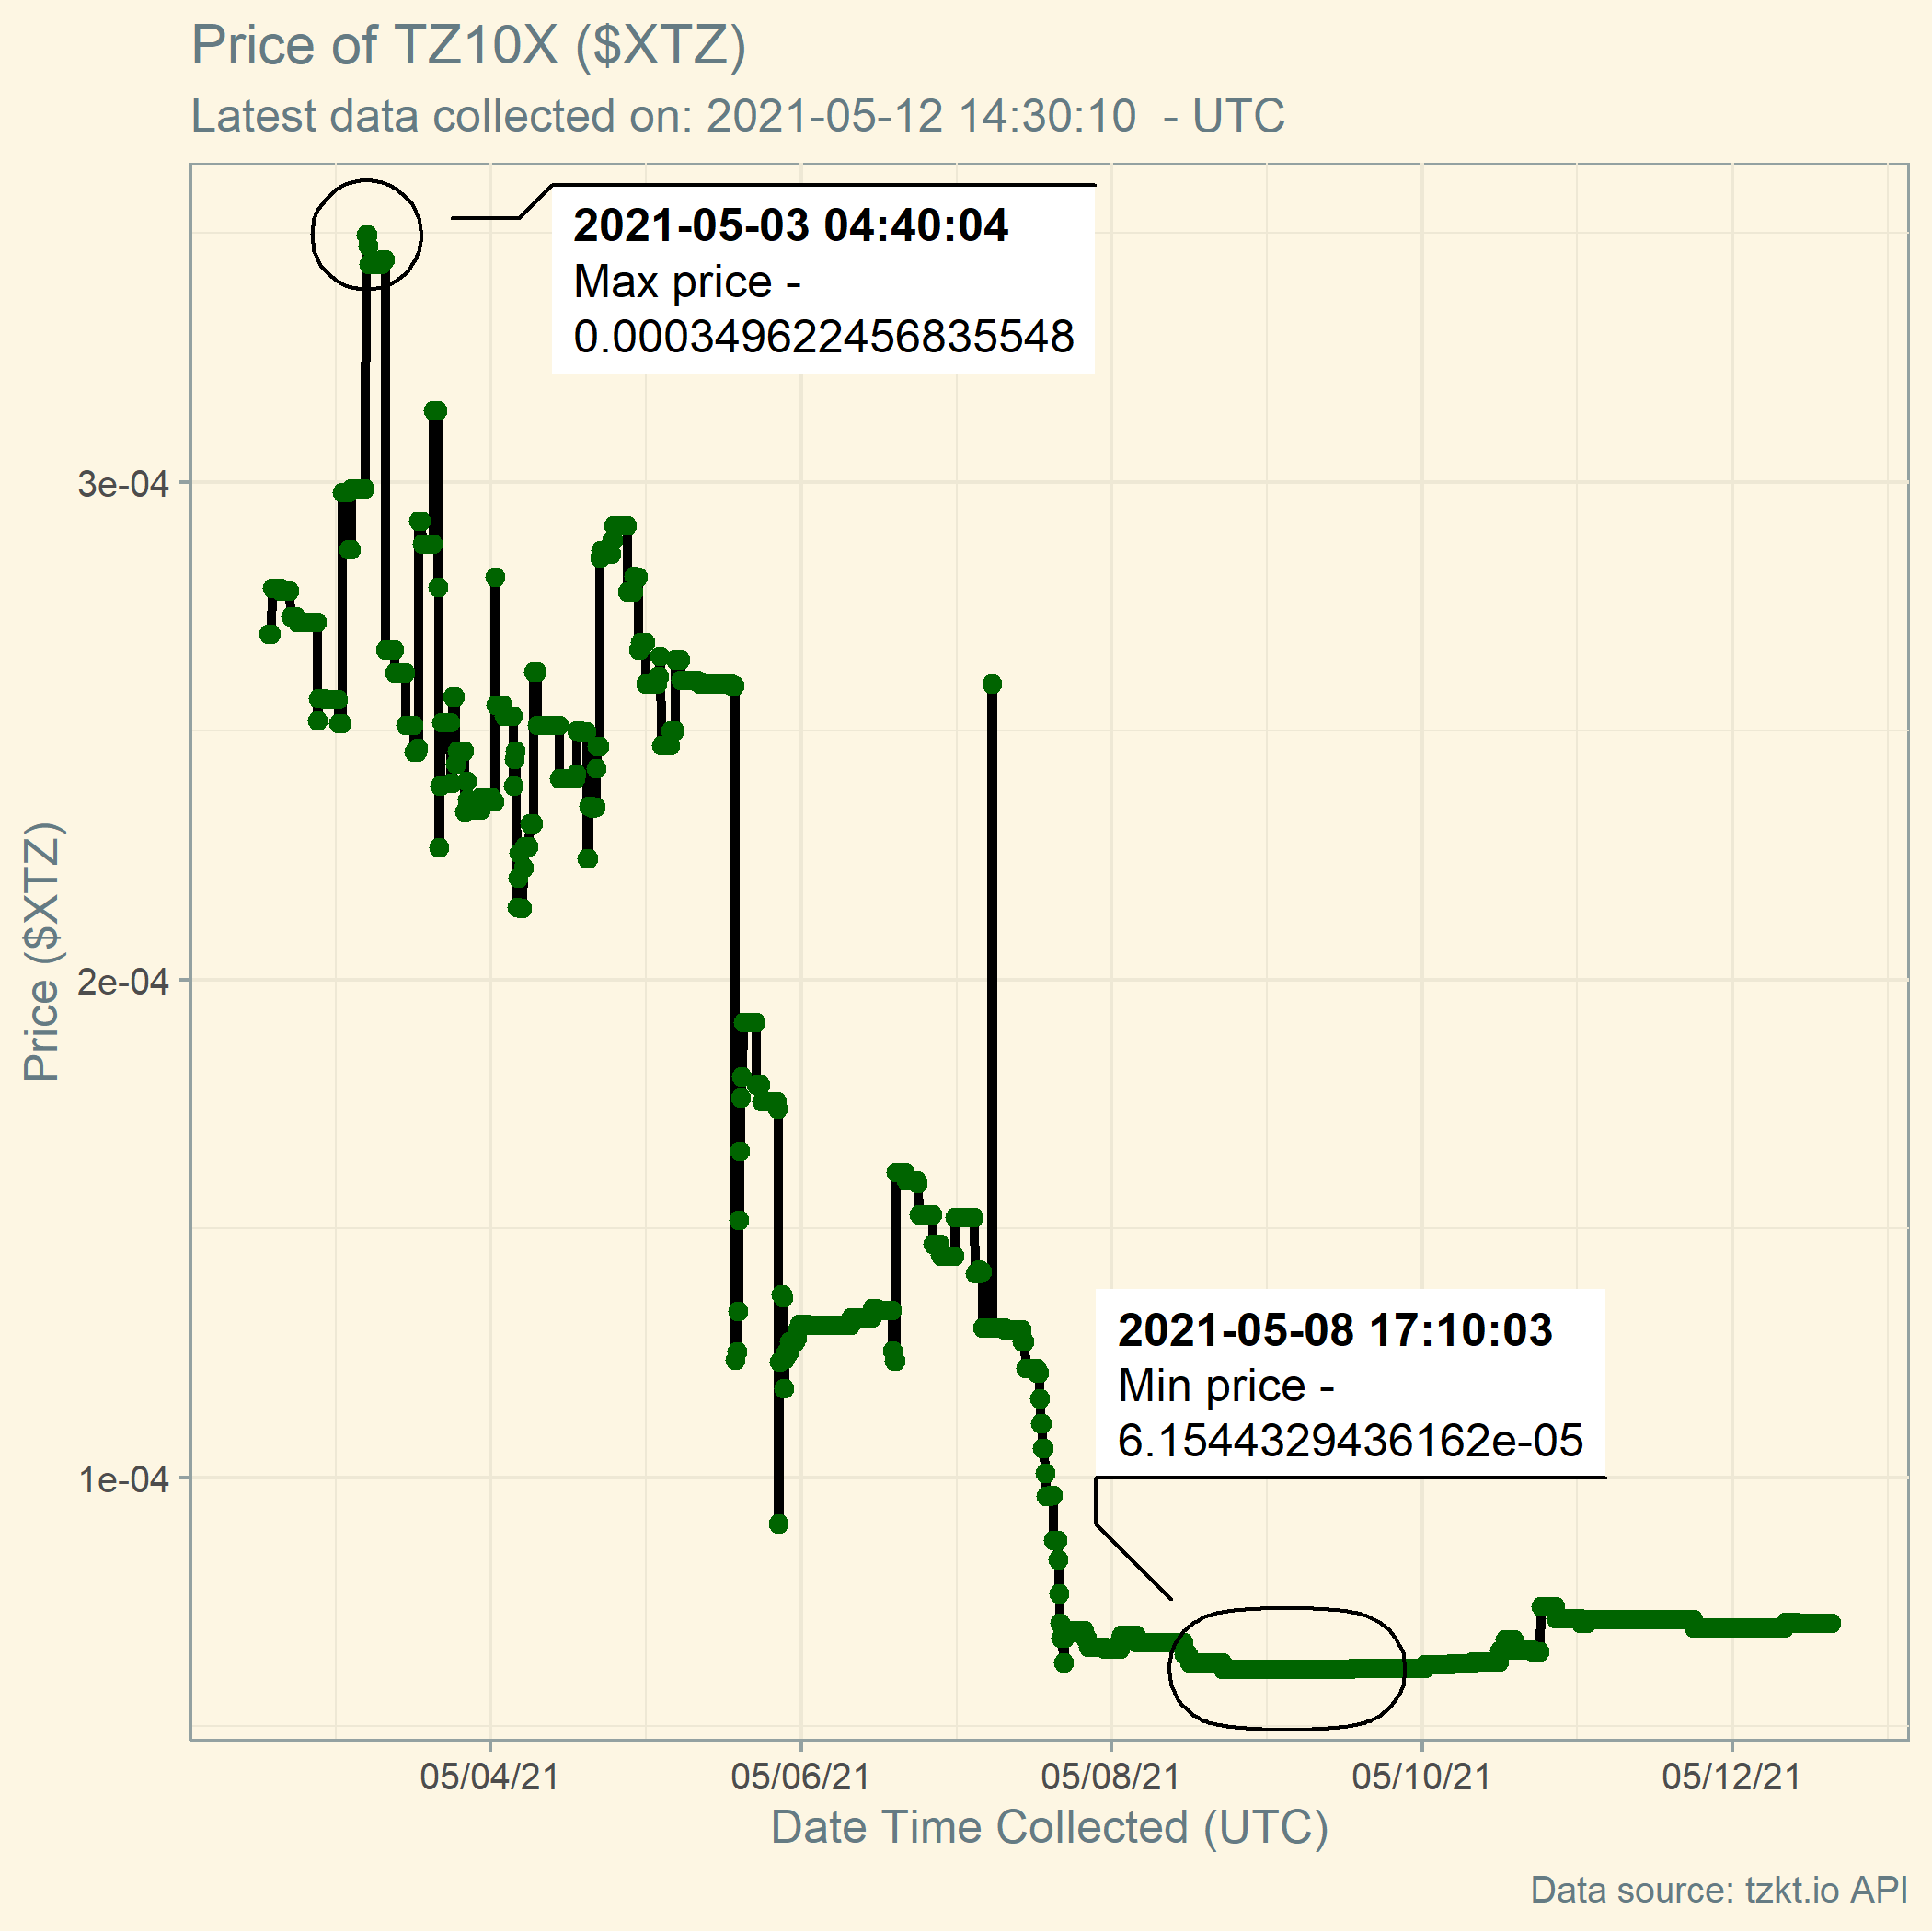 Price of TZ10X ($XTZ)
Latest data collected on: 2021-05-12 14:30:10  - UTC
2021-05-03 04:40:04
Max price -
0.000349622456835548
3e-04
2e-04
1e-04
Price ($XTZ)
2021-05-08 17:10:03
Min price -
6.1544329436162e-05
05/04/21
05/06/21
05/08/21
05/10/21
05/12/21
Date Time Collected (UTC)
Data source: tzkt.io API